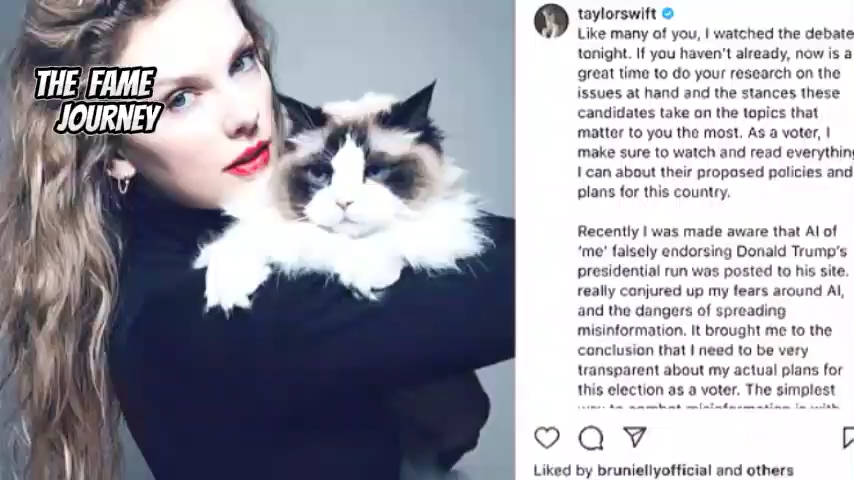 THE FAME
JOURNEY
taylorswift
Like many of you, I watched the debate
tonight. If you haven't already, now is a
great time to do your research on the
issues at hand and the stances these
candidates take on the topics that
matter to you the most. As a voter, I
make sure to watch and read everything
I can about their proposed policies and
plans for this country.
Recently I was made aware that AI of
'me' falsely endorsing Donald Trump's
presidential run was posted to his site.
really conjured up my fears around AI,
and the dangers of spreading
misinformation. It brought me to the
conclusion that I need to be very
transparent about my actual plans for
this election as a voter. The simplest
Liked by bruniellyofficial and others